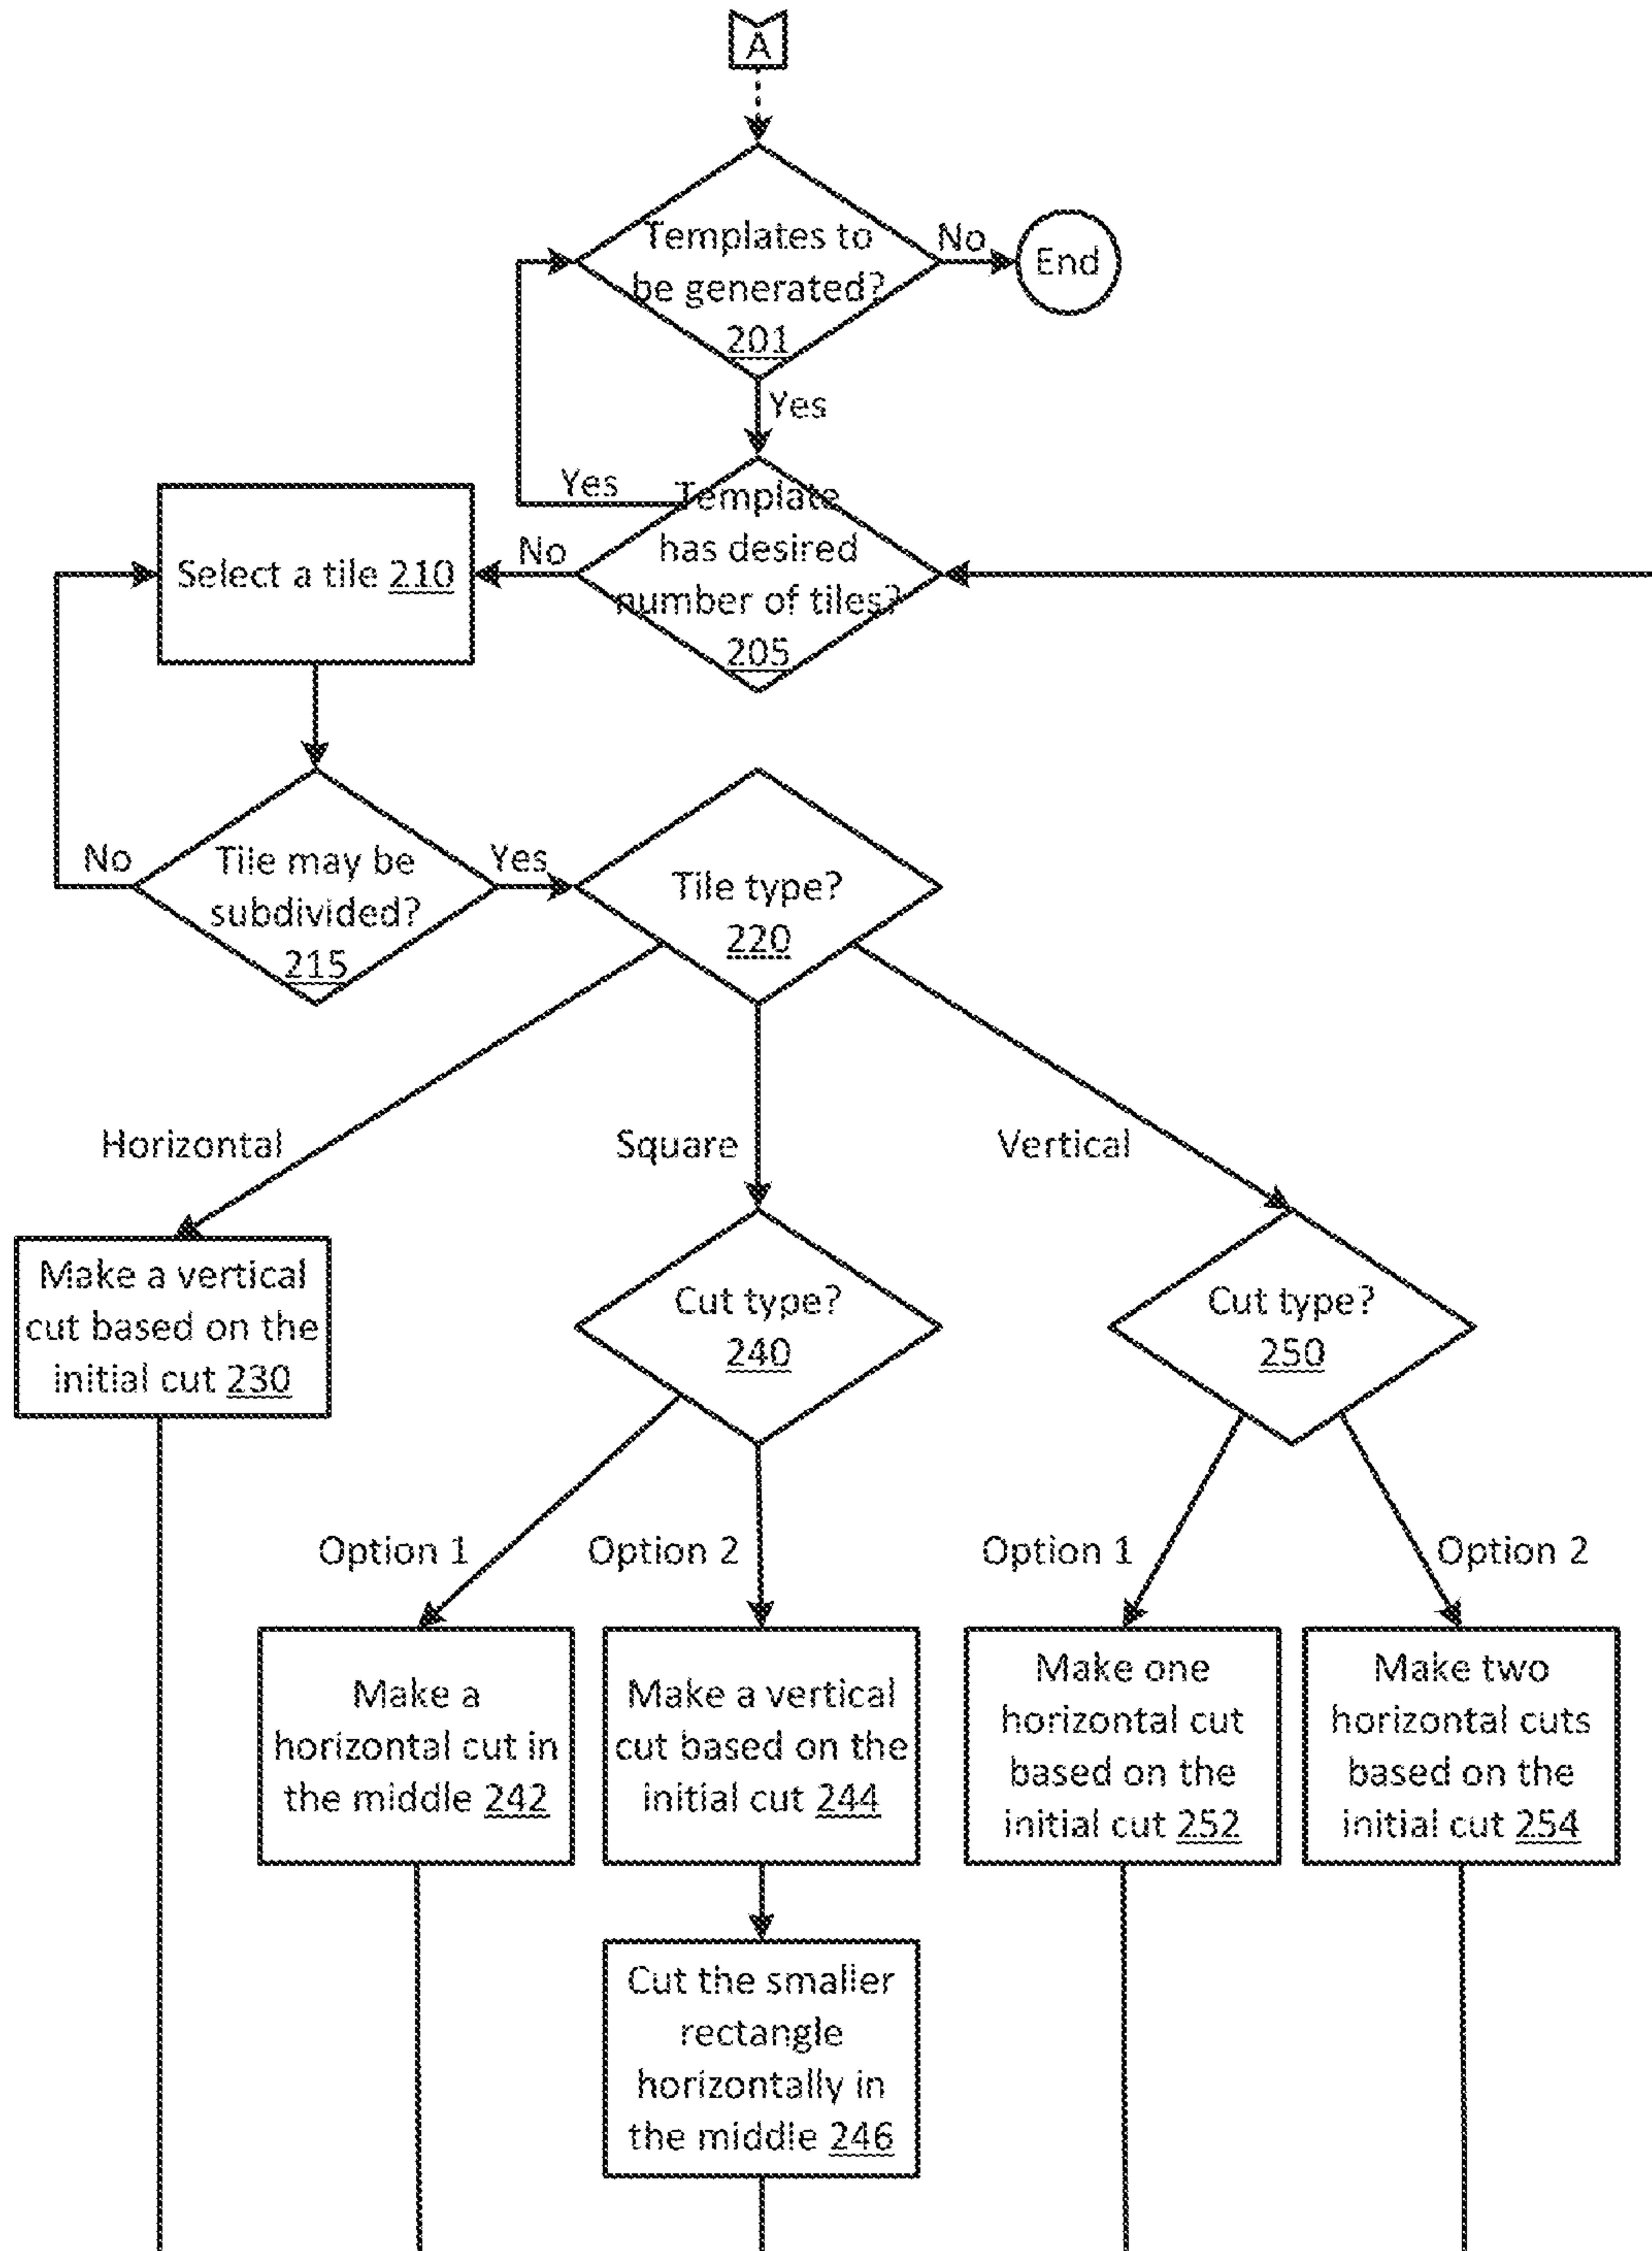 A
Templates to
be generated?
201
No
End
Yes
Yes
Template
has desired
number of tiles?
205
No
Select a tile 210
No
Tile may be
subdivided?
215
Yes
Tile type?
220
Horizontal
Square
Vertical
Make a vertical
cut based on the
initial cut 230
Cut type?
240
Cut type?
250
Option 1
Option 2
Option 1
Option 2
Make a
horizontal cut in
the middle 242
Make a vertical
cut based on the
initial cut 244
Make one
horizontal cut
based on the
initial cut 252
Make two
horizontal cuts
based on the
initial cut 254
Cut the smaller
rectangle
horizontally in
the middle 246